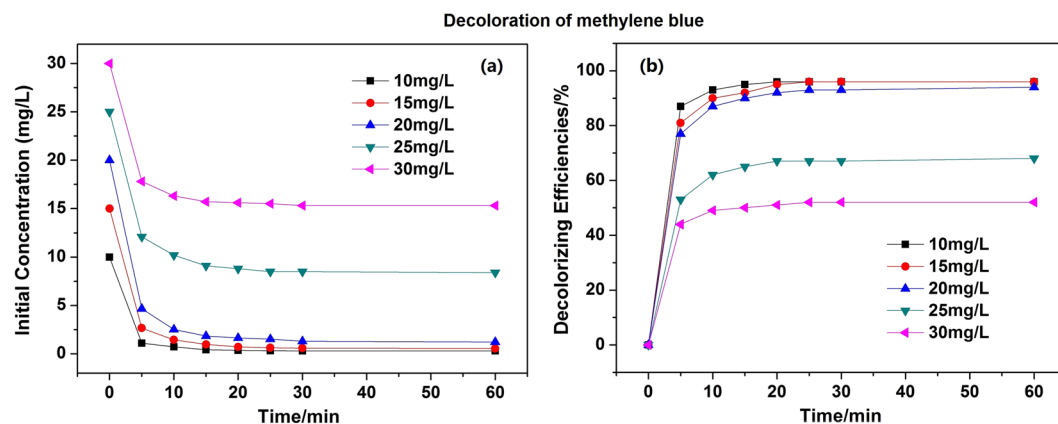 Decoloration of methylene blue
(a)
10mg/L
15mg/L
20mg/L
25mg/L
30mg/L
Initial Concentration (mg/L)
30
25
20
15
10
5
0
0 10 20 30 40 50 60
Time/min
(b)
10mg/L
15mg/L
20mg/L
25mg/L
30mg/L
Decolorizing Efficiencies/%
100
80
60
40
20
0
0 10 20 30 40 50 60
Time/min